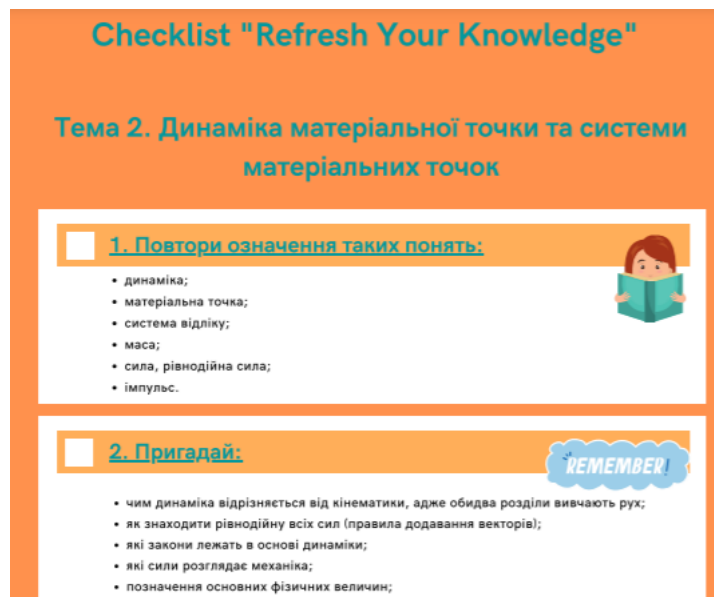 Checklist "Refresh Your Knowledge"
Тема 2. Динаміка матеріальної точки та системи
матеріальних точок
1. Повтори означення таких понять:
• динаміка;
• матеріальна точка;
• система відліку;
• маса;
• сила, рівнодійна сила;
• імпульс.
2. Пригадай:
REMEMBER!
• чим динаміка відрізняється від кінематики, адже обидва розділи вивчають рух;
• як знаходити рівнодійну всіх сил (правила додавання векторів);
• які закони лежать в основі динаміки;
• які сили розглядає механіка;
• позначення основних фізичних величин;